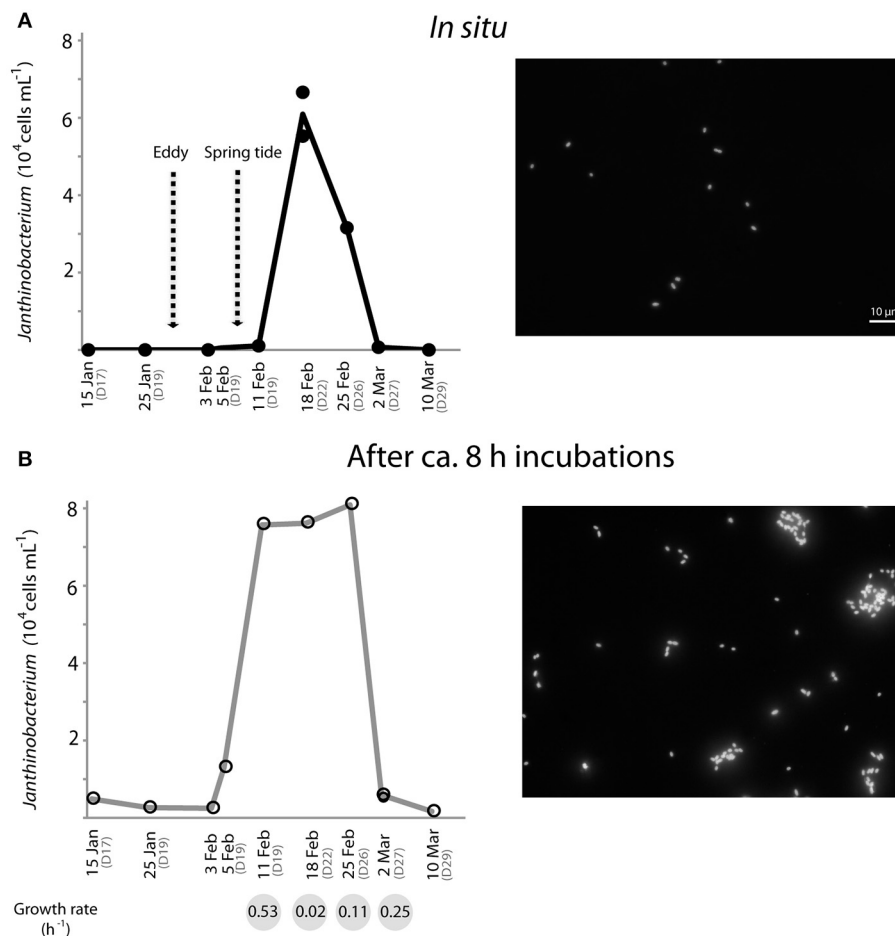 A
In situ
Janthinobacterium (10⁴ cells mL⁻¹)
8
6
4
2
Eddy
Spring tide
15 Jan
(D17)
25 Jan
(D19)
3 Feb
5 Feb
(D19)
11 Feb
(D19)
18 Feb
(D22)
25 Feb
(D26)
2 Mar
(D27)
10 Mar
(D29)
10 μ
B
After ca. 8 h incubations
Janthinobacterium (10⁴ cells mL⁻¹)
8
6
4
2
15 Jan
(D17)
25 Jan
(D19)
3 Feb
5 Feb
(D19)
11 Feb
(D19)
18 Feb
(D22)
25 Feb
(D26)
2 Mar
(D27)
10 Mar
(D29)
Growth rate
(h⁻¹)
0.53
0.02
0.11
0.25